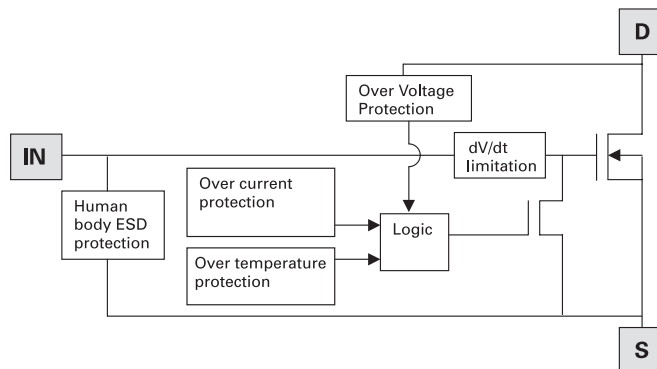 D
Over Voltage
Protection
IN
dV/dt
limitation
Over current
protection
Human
body ESD
protection
Logic
Over temperature
protection
S